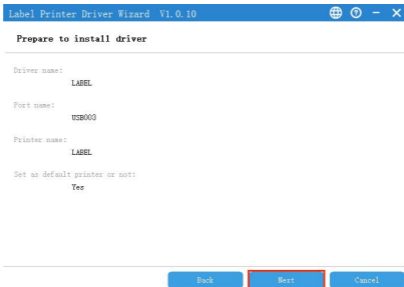 Label Printer Driver Wizard V1.0.10
Prepare to install driver
Driver name:
LABEL
Port name:
USB003
Printer name:
LABEL
Set as default printer or not:
Yes
Back Next Cancel